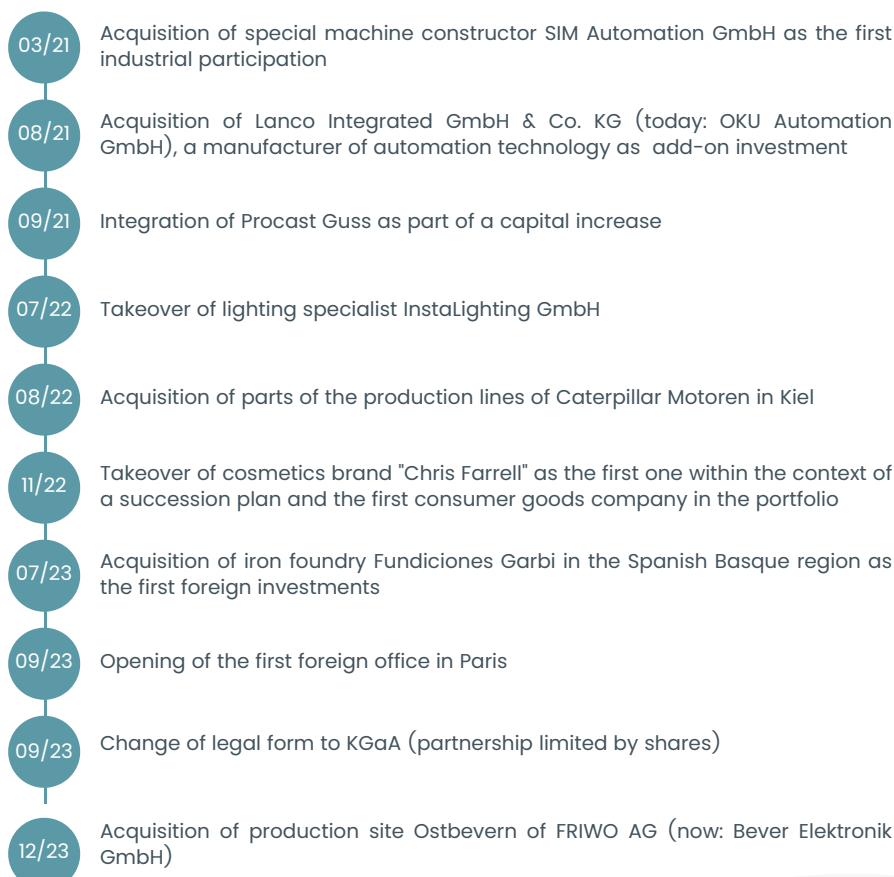 03/21
Acquisition of special machine constructor SIM Automation GmbH as the first
industrial participation
08/21
Acquisition of Lanco Integrated GmbH & Co. KG (today: OKU Automation
GmbH), a manufacturer of automation technology as add-on investment
09/21
Integration of Procast Guss as part of a capital increase
07/22
Takeover of lighting specialist InstaLighting GmbH
08/22
Acquisition of parts of the production lines of Caterpillar Motoren in Kiel
11/22
Takeover of cosmetics brand "Chris Farrell" as the first one within the context of
a succession plan and the first consumer goods company in the portfolio
07/23
Acquisition of iron foundry Fundiciones Garbi in the Spanish Basque region as
the first foreign investments
09/23
Opening of the first foreign office in Paris
09/23
Change of legal form to KGaA (partnership limited by shares)
12/23
Acquisition of production site Ostbevern of FRIWO AG (now: Bever Elektronik
GmbH)